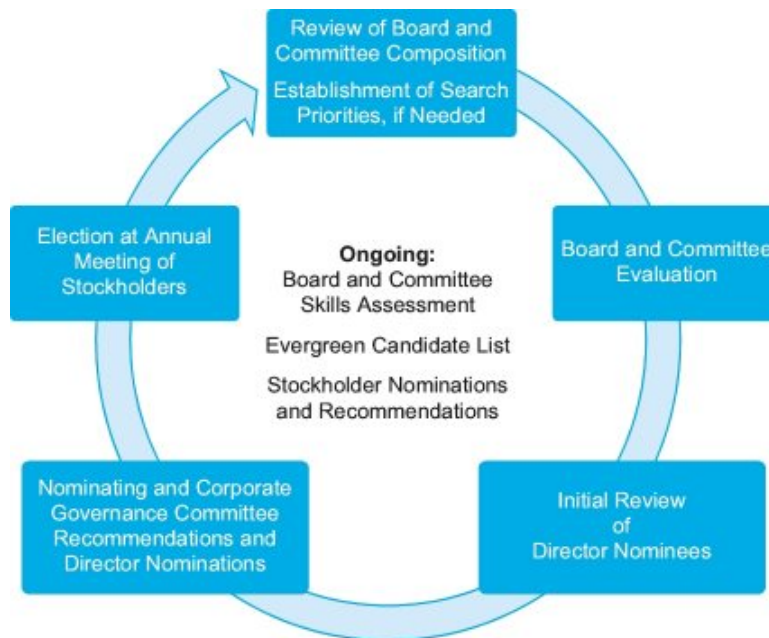 Review of Board and
Committee Composition
Establishment of Search
Priorities, if Needed
Board and Committee
Evaluation
Initial Review
of
Director Nominees
Nominating and Corporate
Governance Committee
Recommendations and
Director Nominations
Election at Annual
Meeting of
Stockholders
Ongoing:
Board and Committee
Skills Assessment
Evergreen Candidate List
Stockholder Nominations
and Recommendations